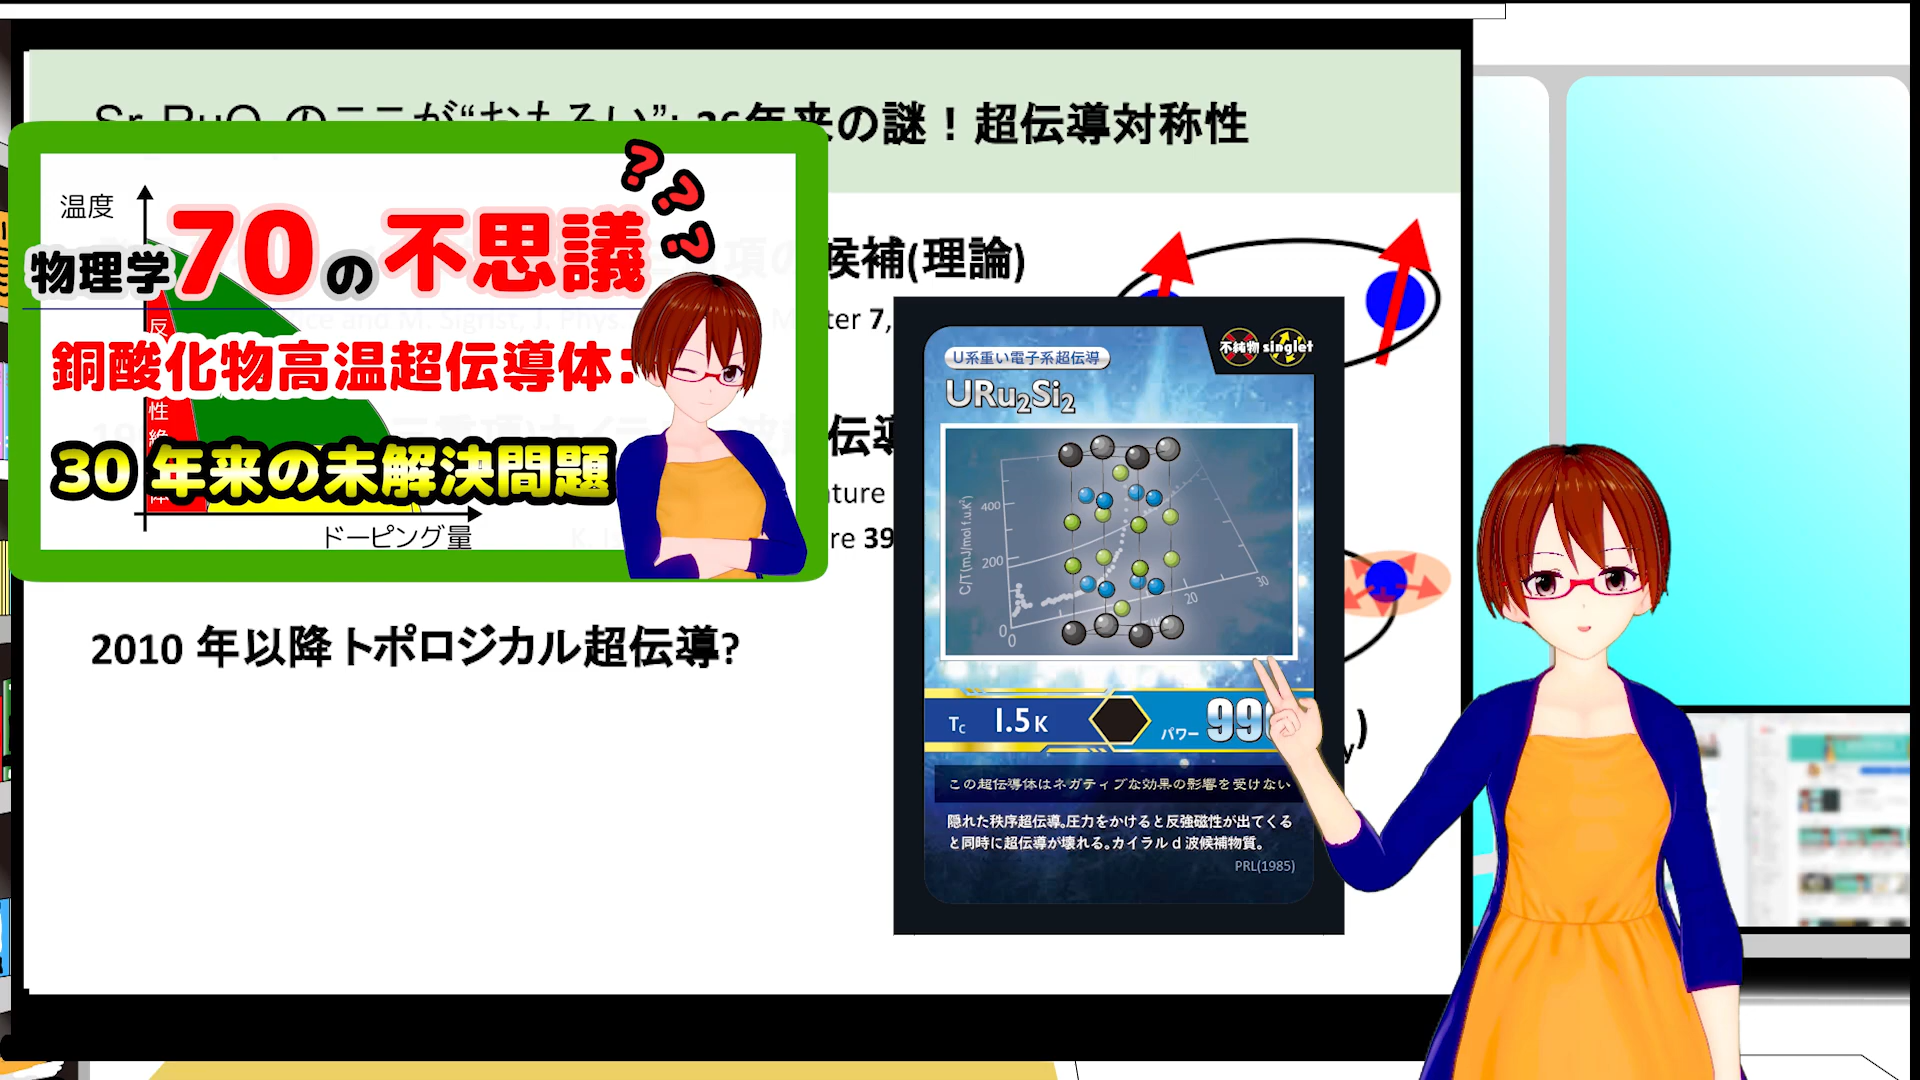 の謎！超伝導対称性
温度
物理学70の不思議
???
銅酸化物高温超伝導体:
30 年来の未解決問題
ドーピング量
候補(理論)
ter 7,
ature
re 39
2010 年以降 トポロジカル超伝導?
U系重い電子系超伝導
不純物 singlet
URu₂Si₂
C/T(mJ/mol f.u.K²)
400
200
0
0
20
30
Tc 1.5 K
パワー 99
この超伝導体はネガティブな効果の影響を受けない
隠れた秩序超伝導。圧力をかけると反強磁性が出てくる
と同時に超伝導が壊れる。カイラル d 波候補物質。
PRL(1985)